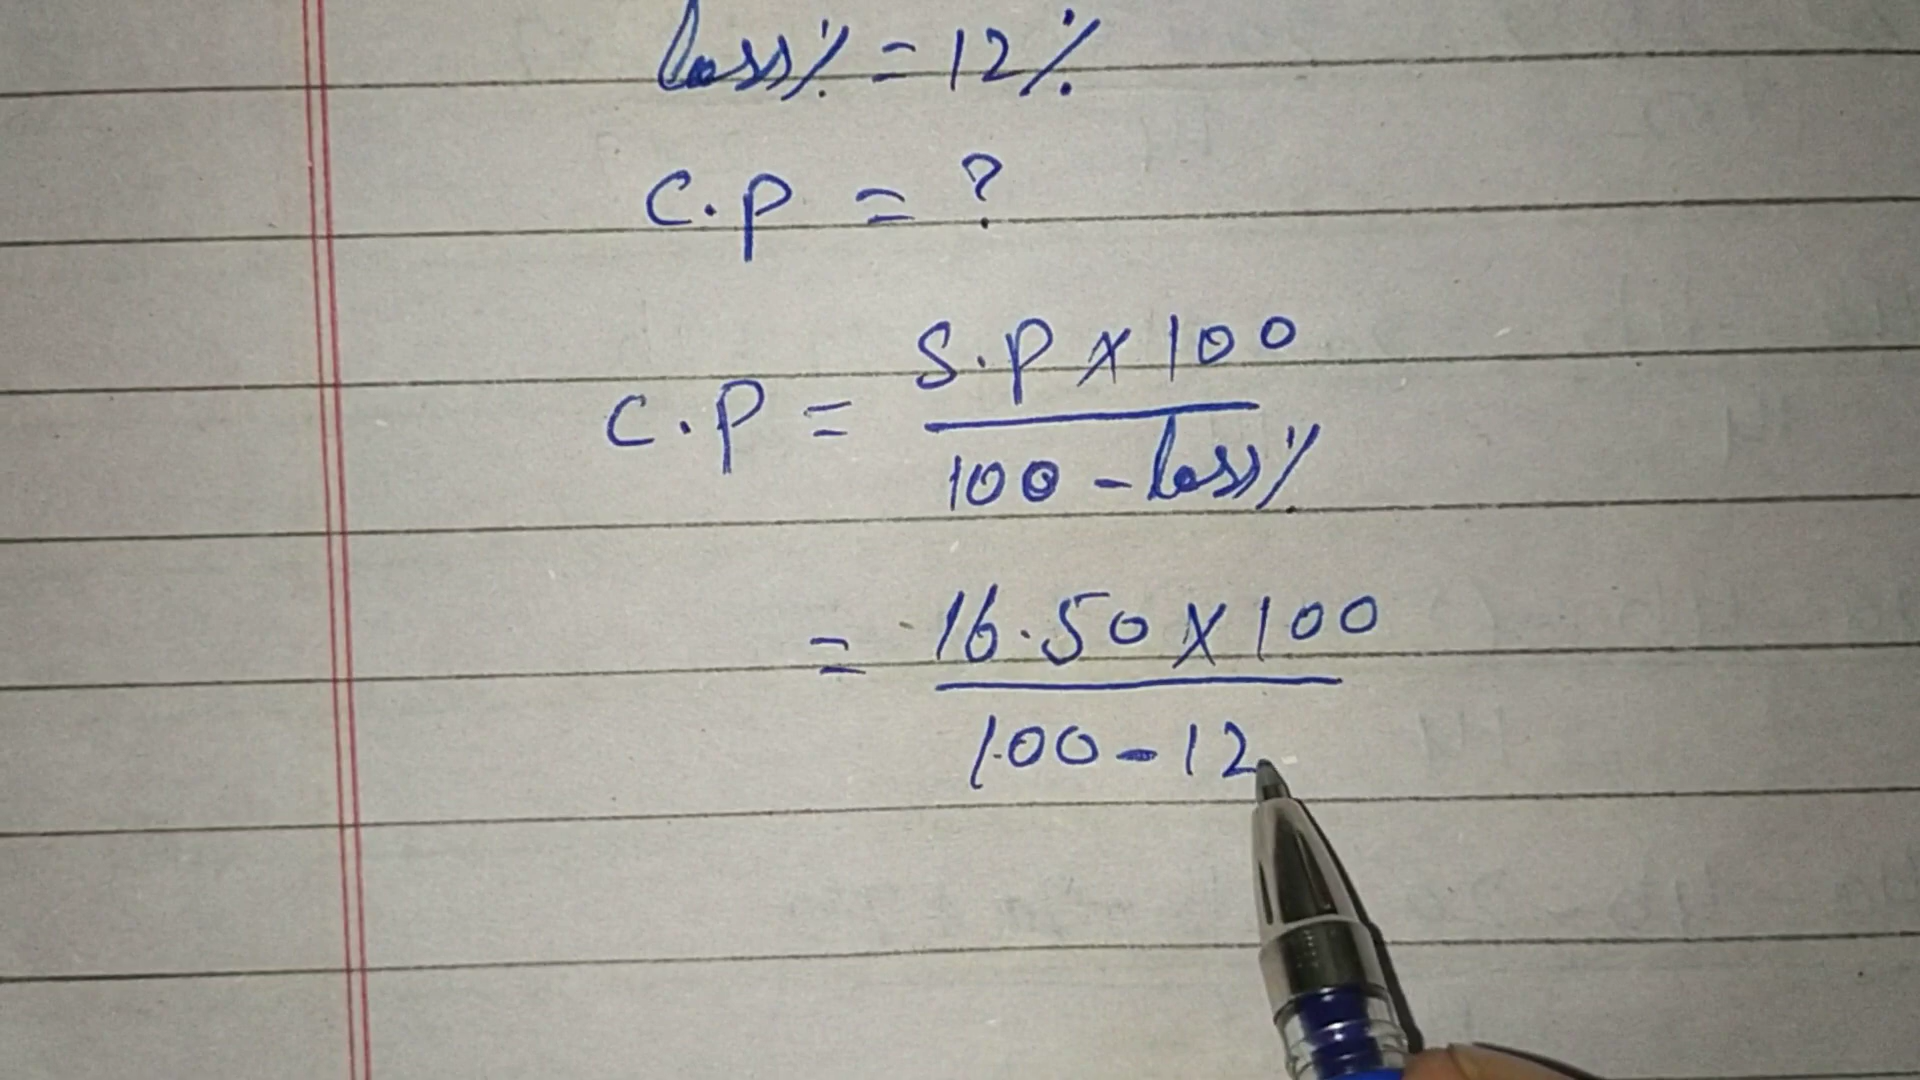 loss% = 12%
C.P = ?
C.P = S.P x 100
100 - loss%
= 16.50 x 100
100 - 12